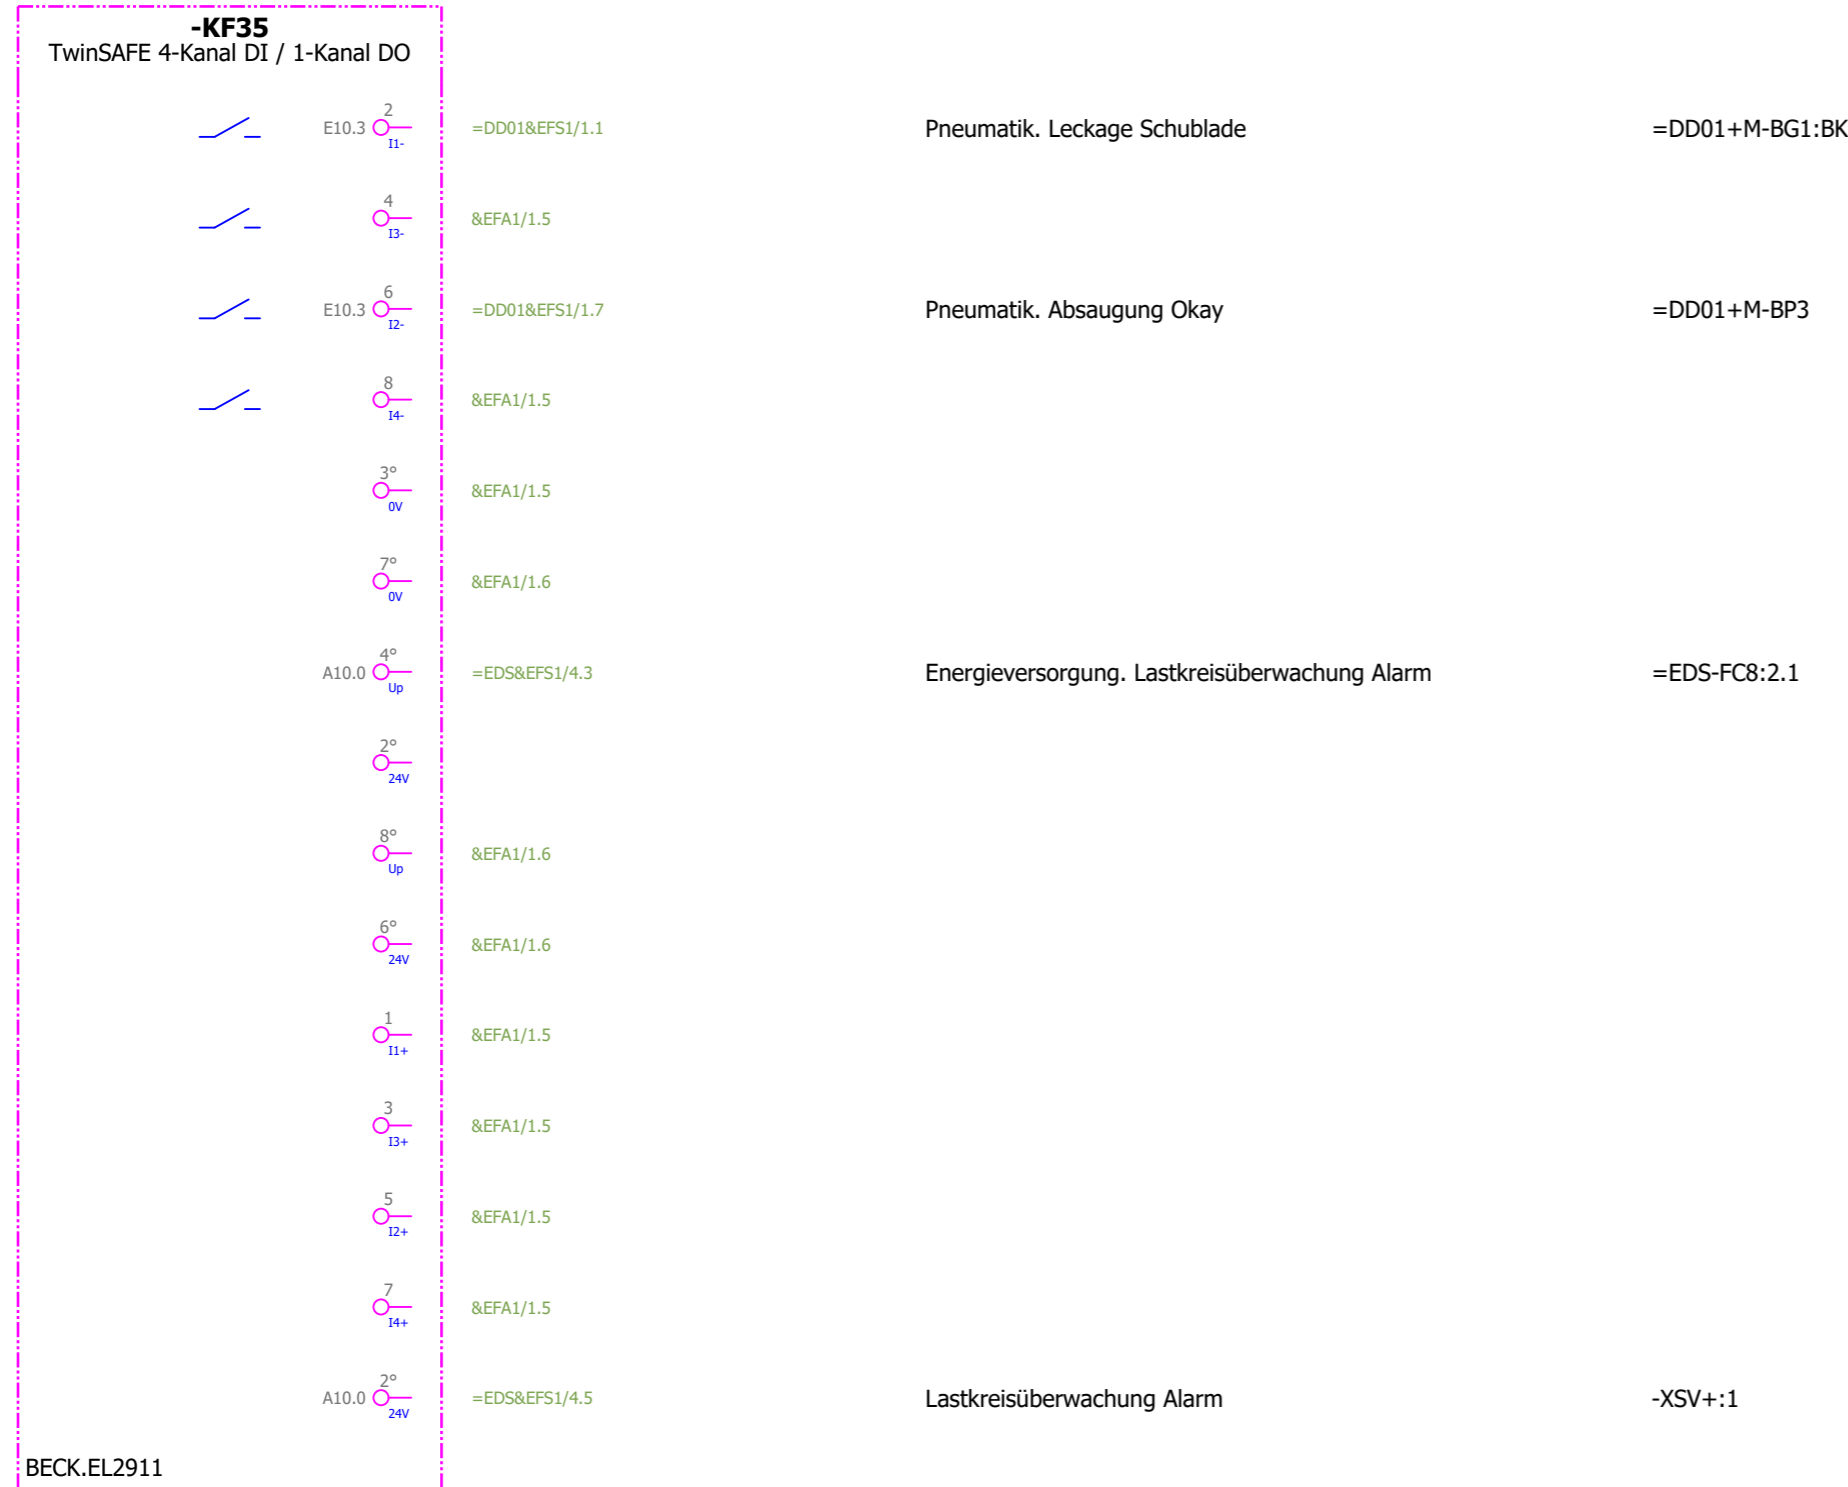 -KF35
TwinSAFE 4-Kanal DI / 1-Kanal DO
2
E10.3 =DD01&EFS1/1.1 Pneumatik. Leckage Schublade =DD01+M-BG1:BK
I1-
4
&EFA1/1.5
I3-
6
E10.3 =DD01&EFS1/1.7 Pneumatik. Absaugung Okay =DD01+M-BP3
I2-
8
&EFA1/1.5
I4-
3°
&EFA1/1.5
0V
7°
&EFA1/1.6
0V
4°
A10.0 =EDS&EFS1/4.3 Energieversorgung. Lastkreisüberwachung Alarm =EDS-FC8:2.1
Up
2°
24V
8°
&EFA1/1.6
Up
6°
&EFA1/1.6
24V
1
&EFA1/1.5
I1+
3
&EFA1/1.5
I3+
5
&EFA1/1.5
I2+
7
&EFA1/1.5
I4+
2°
A10.0 =EDS&EFS1/4.5 Lastkreisüberwachung Alarm -XSV+:1
24V
BECK.EL2911